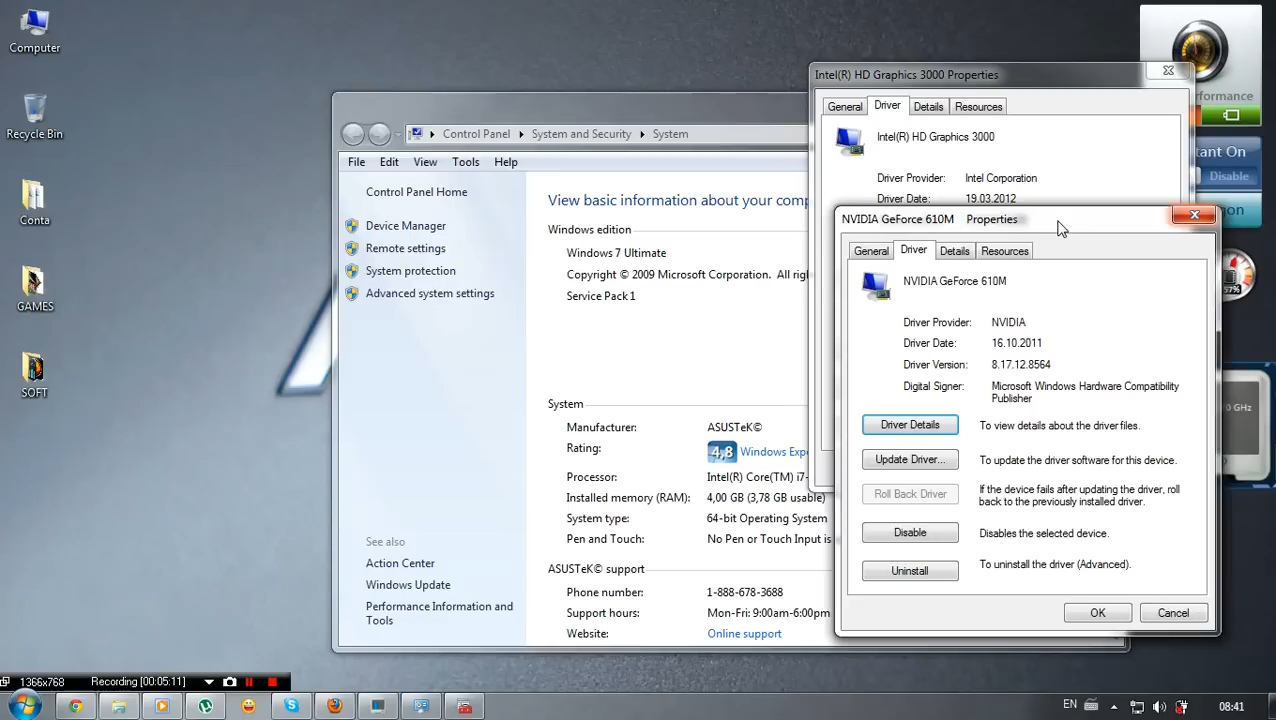 Computer
Recycle Bin
Conta
GAMES
SOFT
Control Panel
System and Security
System
File
Edit
View
Tools
Help
Control Panel Home
Device Manager
Remote settings
System protection
Advanced system settings
See also
Action Center
Windows Update
Performance Information and
Tools
View basic information about your
Windows edition
Windows 7 Ultimate
Copyright © 2009 Microsoft Corporation. All
Service Pack 1
System
Manufacturer: ASUSTeK©
Rating: 4,8 Windows
Processor: Intel(R) Core(TM) i7-
Installed memory (RAM): 4,00 GB (3,78 GB usable)
System type: 64-bit Operating System
Pen and Touch: No Pen or Touch Input is
ASUSTeK© support
Phone number: 1-888-678-3688
Support hours: Mon-Fri: 9:00am-6:00pm
Website: Online support
Intel(R) HD Graphics 3000 Properties
General
Driver
Details
Resources
Intel(R) HD Graphics 3000
Driver Provider: Intel Corporation
Driver Date: 19.03.2012
NVIDIA GeForce 610M Properties
General
Driver
Details
Resources
NVIDIA GeForce 610M
Driver Provider: NVIDIA
Driver Date: 16.10.2011
Driver Version: 8.17.12.8564
Digital Signer: Microsoft Windows Hardware Compatibility
Publisher
Driver Details
To view details about the driver files.
Update Driver...
To update the driver software for this device.
Roll Back Driver
If the device fails after updating the driver, roll
back to the previously installed driver.
Disable
Disables the selected device.
Uninstall
To uninstall the driver (Advanced).
OK
Cancel
On
Disable
GHz
1366x768
Recording [00:05:11]
EN
08:41